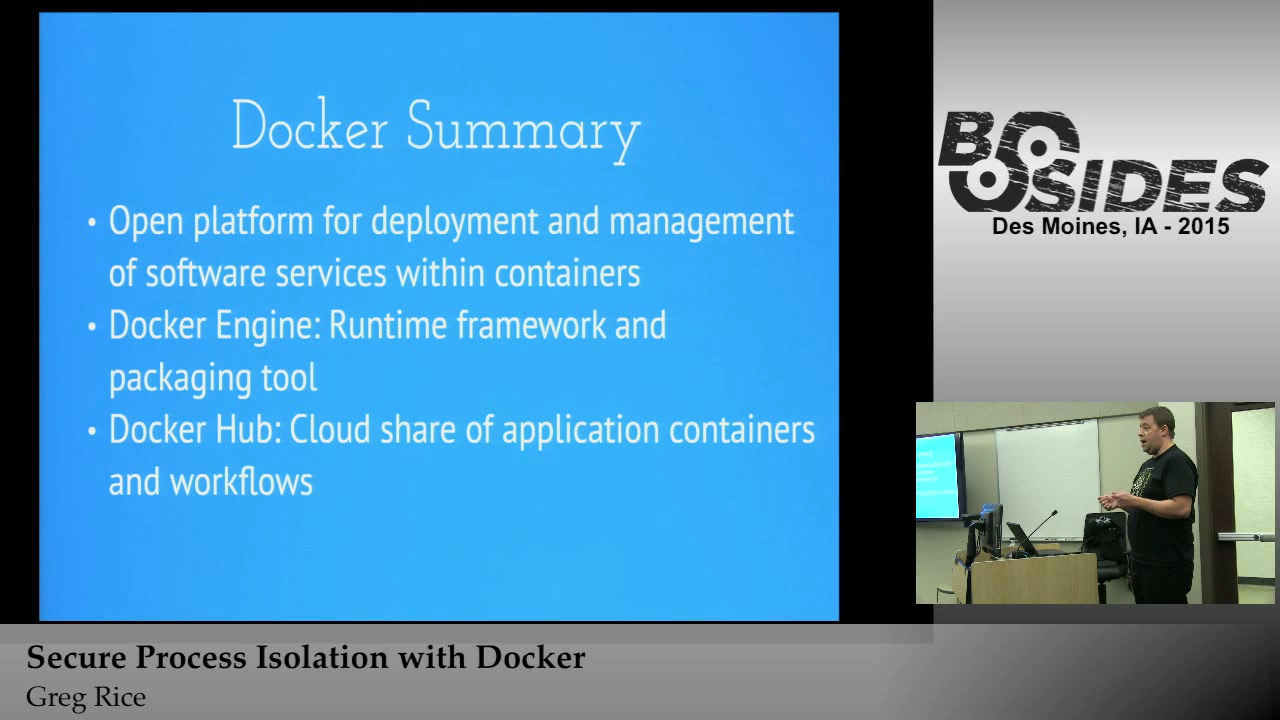 Docker Summary
• Open platform for deployment and management
of software services within containers
• Docker Engine: Runtime framework and
packaging tool
• Docker Hub: Cloud share of application containers
and workflows
BSIDES
Des Moines, IA - 2015
Secure Process Isolation with Docker
Greg Rice